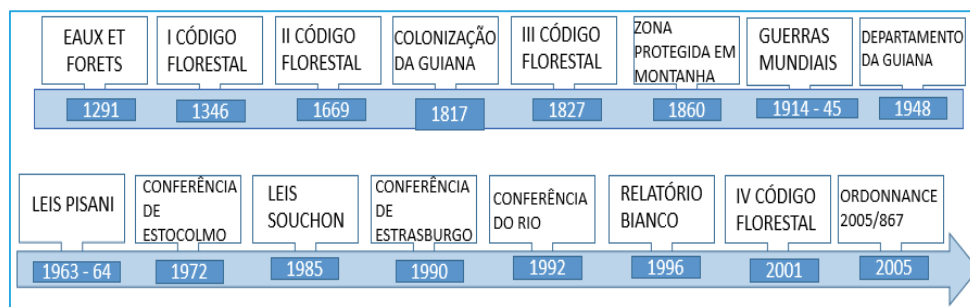 EAUX ET
FORETS
1291
I CÓDIGO
FLORESTAL
1346
II CÓDIGO
FLORESTAL
1669
COLONIZAÇÃO
DA GUIANA
1817
III CÓDIGO
FLORESTAL
1827
ZONA
PROTEGIDA EM
MONTANHA
1860
GUERRAS
MUNDIAIS
1914 - 45
DEPARTAMENTO
DA GUIANA
1948
LEIS PISANI
1963 - 64
CONFERÊNCIA
DE
ESTOCOLMO
1972
LEIS
SOUCHON
1985
CONFERÊNCIA
DE
ESTRASBURGO
1990
CONFERÊNCIA
DO RIO
1992
RELATÓRIO
BIANCO
1996
IV CÓDIGO
FLORESTAL
2001
ORDONNANCE
2005/867
2005